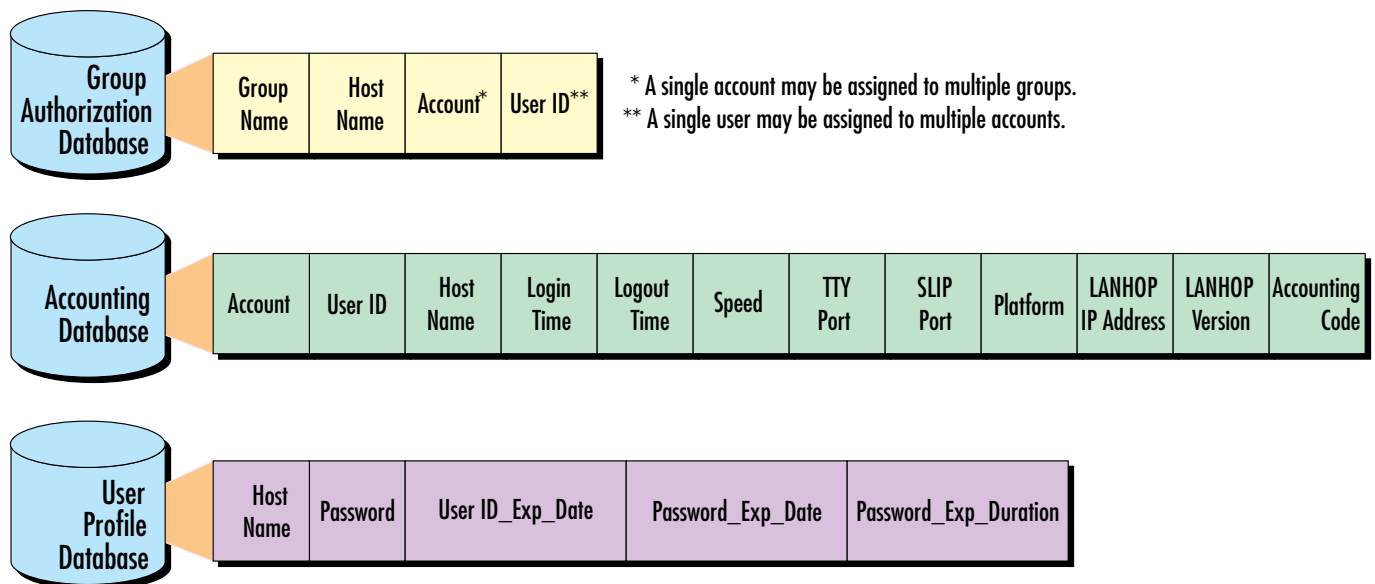 Group
Authorization
Database
Group
Name
Host
Name
Account*
User ID**
* A single account may be assigned to multiple groups.
** A single user may be assigned to multiple accounts.
Accounting
Database
Account
User ID
Host
Name
Login
Time
Logout
Time
Speed
TTY
Port
SLIP
Port
Platform
LANHOP
IP Address
LANHOP
Version
Accounting
Code
User
Profile
Database
Host
Name
Password
User ID_Exp_Date
Password_Exp_Date
Password_Exp_Duration